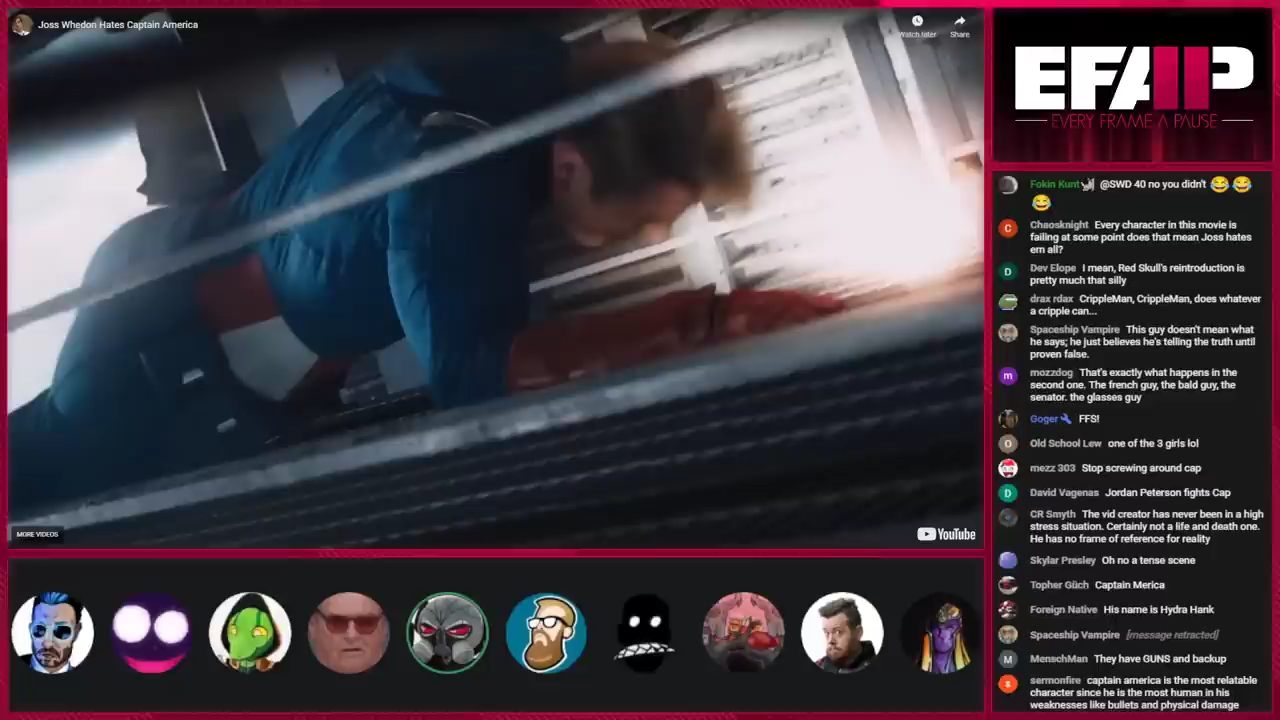 Joss Whedon Hates Captain America
Watch later
Share
MORE VIDEOS
YouTube
EFAP
EVERY FRAME A PAUSE
Fokin Kunt @SWD 40 no you didn't 😂 😂
😂
Chaosknight Every character in this movie is
failing at some point does that mean Joss hates
em all?
Dev Elope I mean, Red Skull's reintroduction is
pretty much that silly
drax rdax CrippleMan, CrippleMan, does whatever
a cripple can...
Spaceship Vampire This guy doesn't mean what
he says; he just believes he's telling the truth until
proven false.
mozzdog That's exactly what happens in the
second one. The french guy, the bald guy, the
senator. the glasses guy
Goger FFS!
Old School Lew one of the 3 girls lol
mezz 303 Stop screwing around cap
David Vagenas Jordan Peterson fights Cap
CR Smyth The vid creator has never been in a high
stress situation. Certainly not a life and death one.
He has no frame of reference for reality
Skylar Presley Oh no a tense scene
Topher Güch Captain Merica
Foreign Native His name is Hydra Hank
Spaceship Vampire [message retracted]
MenschMan They have GUNS and backup
sermonfire captain america is the most relatable
character since he is the most human in his
weaknesses like bullets and physical damage